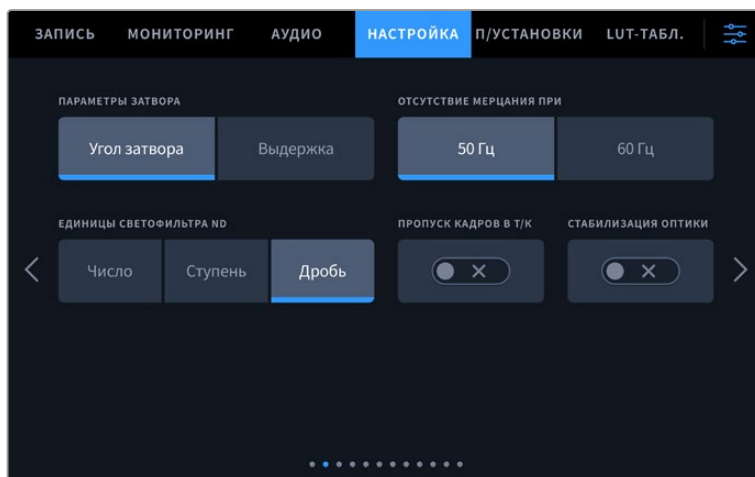 ЗАПИСЬ МОНИТОРИНГ АУДИО НАСТРОЙКА П/УСТАНОВКИ LUT-ТАБЛ.
ПАРАМЕТРЫ ЗАТВОРА ОТСУТСТВИЕ МЕРЦАНИЯ ПРИ
Угол затвора Выдержка 50 Гц 60 Гц
ЕДИНИЦЫ СВЕТОФИЛЬТРА ND ПРОПУСК КАДРОВ В Т/К СТАБИЛИЗАЦИЯ ОПТИКИ
Число Ступень Дробь